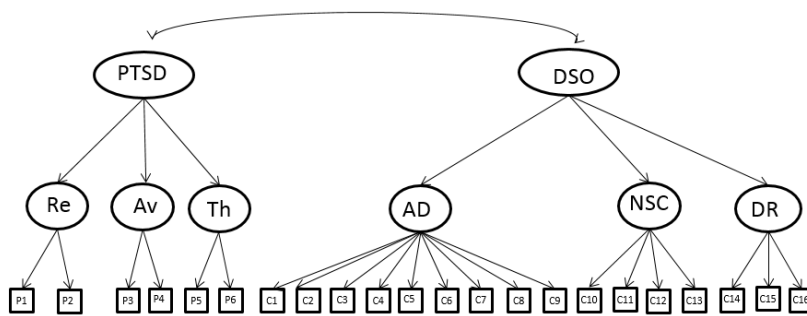 PTSD DSO
Re Av Th AD NSC DR
P1 P2 P3 P4 P5 P6 C1 C2 C3 C4 C5 C6 C7 C8 C9 C10 C11 C12 C13 C14 C15 C16